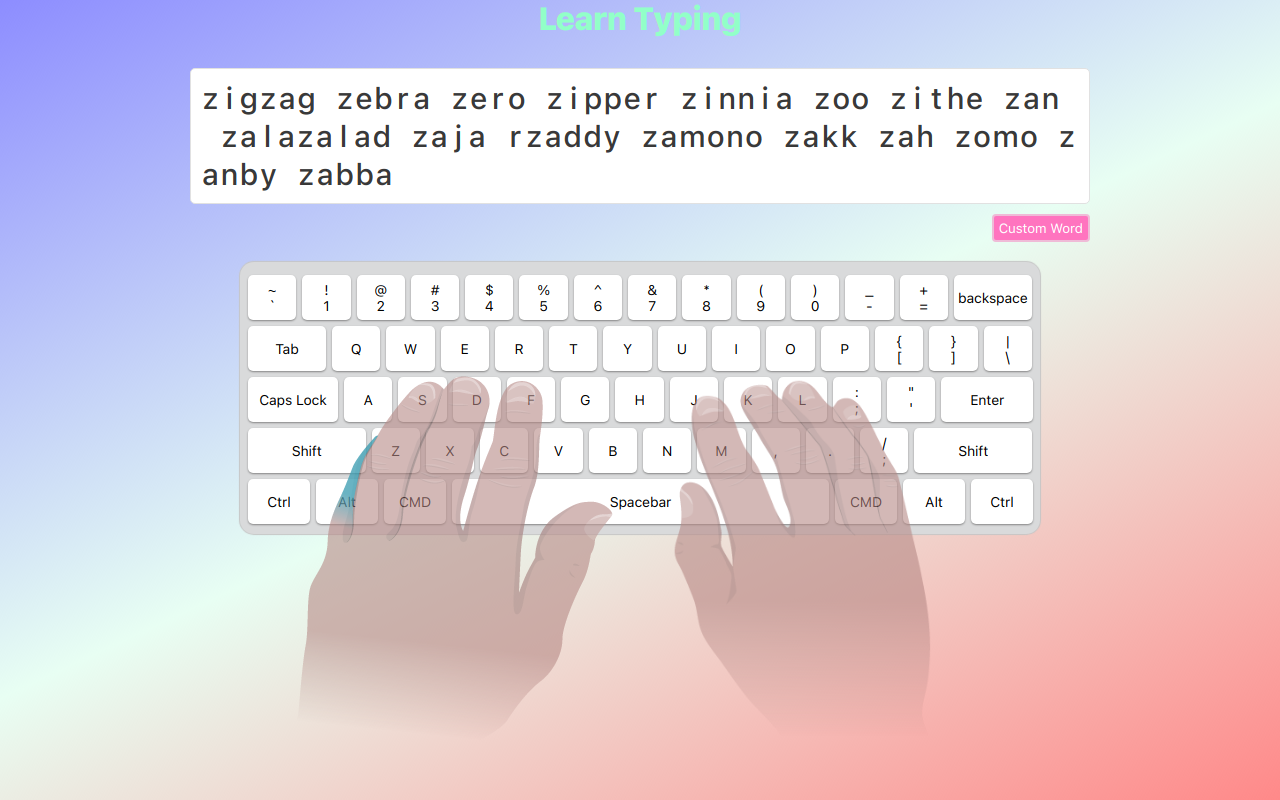 Learn Typing
zigzag zebra zero zipper zinnia zoo zithe zan
zalazalad zaja rzaddy zamono zakk zah zomo z
anby zabba
Custom Word
~ ! @ # $ % ^ & * ( ) _ +
` 1 2 3 4 5 6 7 8 9 0 - = backspace
Tab Q W E R T Y U I O P { } |
[ ] \
Caps Lock A S D F G H J K L : " Enter
; '
Shift Z X C V B N M , . / Shift
;
Ctrl Alt CMD Spacebar CMD Alt Ctrl